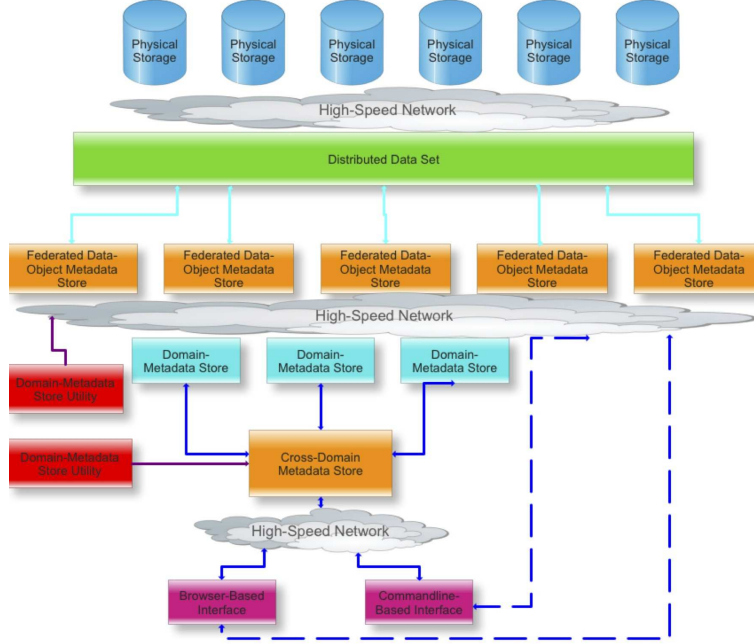 Physical
Storage
Physical
Storage
Physical
Storage
Physical
Storage
Physical
Storage
Physical
Storage
High-Speed Network
Distributed Data Set
Federated Data-
Object Metadata
Store
Federated Data-
Object Metadata
Store
Federated Data-
Object Metadata
Store
Federated Data-
Object Metadata
Store
Federated Data-
Object Metadata
Store
High-Speed Network
Domain-
Metadata Store
Domain-
Metadata Store
Domain-
Metadata Store
Domain-Metadata
Store Utility
Domain-Metadata
Store Utility
Cross-Domain
Metadata Store
High-Speed Network
Browser-Based
Interface
Commandline-
Based Interface